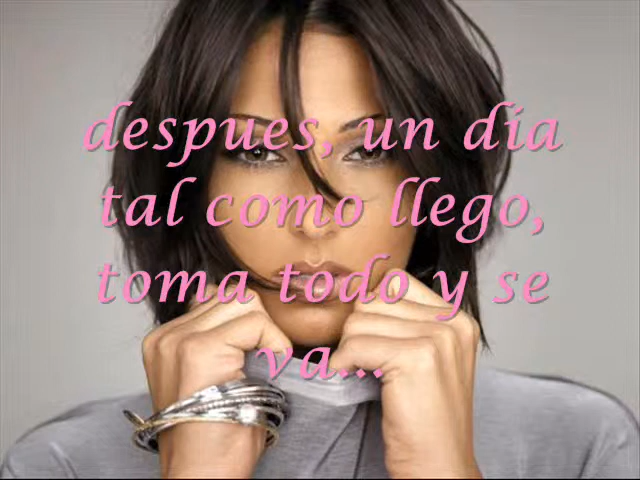 despues, un dia
tal como llego,
toma todo y se
va...